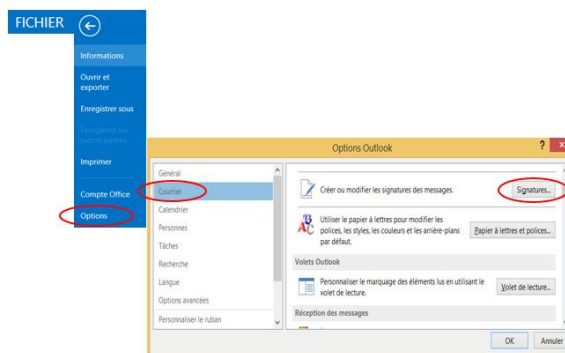 FICHIER
Informations
Ouvrir et
exporter
Enregistrer sous
Enregistrer les
pièces jointes
Imprimer
Compte Office
Options
Options Outlook
?
Général
Courrier
Calendrier
Personnes
Tâches
Recherche
Langue
Options avancées
Personnaliser le ruban
Créer ou modifier les signatures des messages.
Signatures...
Utiliser le papier à lettres pour modifier les
polices, les styles, les couleurs et les arrière-plans
par défaut.
Papier à lettres et polices...
Volets Outlook
Personnaliser le marquage des éléments lus en utilisant le
volet de lecture.
Volet de lecture...
Réception des messages
OK
Annuler